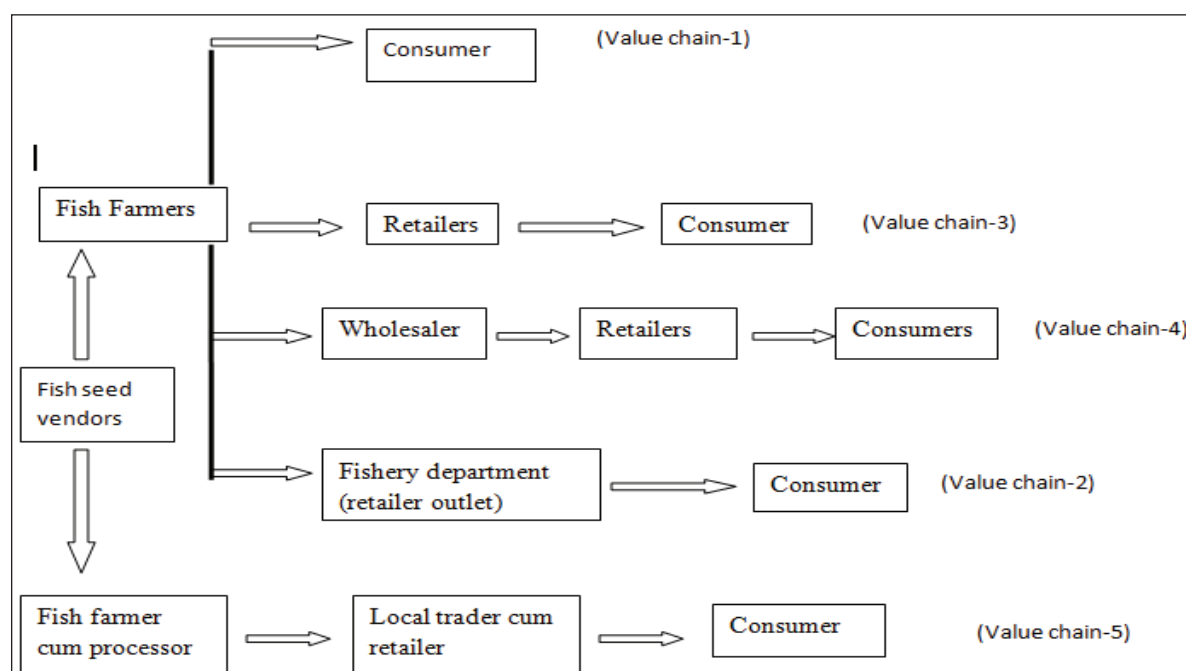 Consumer
(Value chain-1)
Fish Farmers
Retailers
Consumer
(Value chain-3)
Wholesaler
Retailers
Consumers
(Value chain-4)
Fish seed
vendors
Fishery department
(retailer outlet)
Consumer
(Value chain-2)
Fish farmer
cum processor
Local trader cum
retailer
Consumer
(Value chain-5)